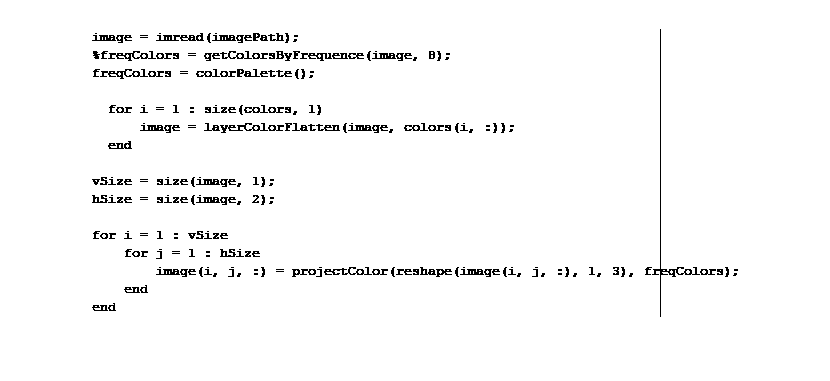 image = imread(imagePath);
%freqColors = getColorsByFrequence(image, 8);
freqColors = colorPalette();
for i = 1 : size(colors, 1)
image = layerColorFlatten(image, colors(i, :));
end
vSize = size(image, 1);
hSize = size(image, 2);
for i = 1 : vSize
for j = 1 : hSize
image(i, j, :) = projectColor(reshape(image(i, j, :), 1, 3), freqColors);
end
end